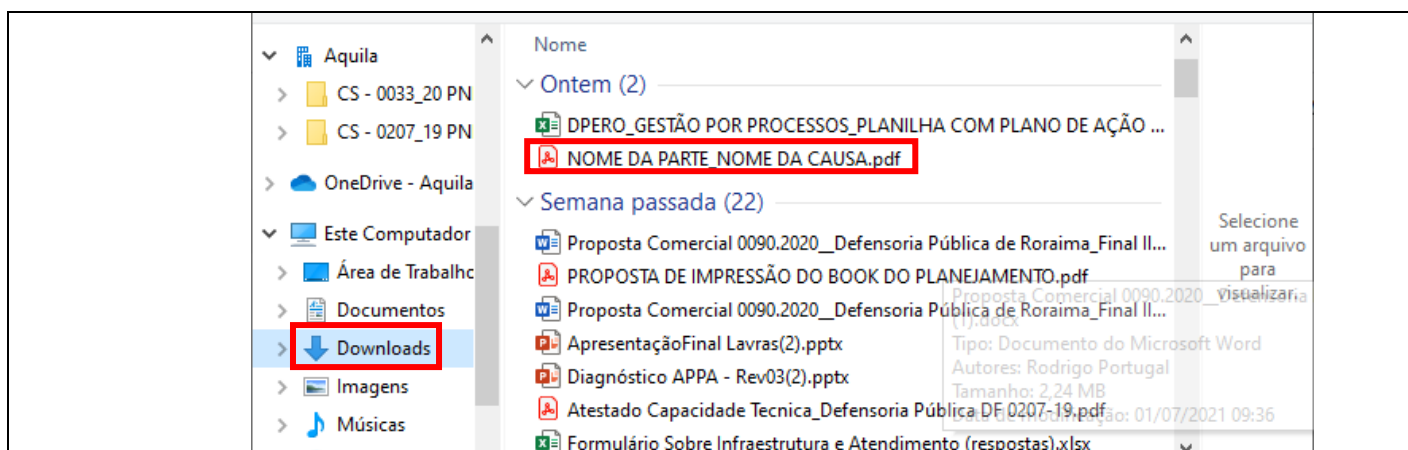 Aquila
CS - 0033_20 PN
CS - 0207_19 PN
OneDrive - Aquila
Este Computador
Área de Trabalho
Documentos
Downloads
Imagens
Músicas
Nome
Ontem (2)
DPERO_GESTÃO POR PROCESSOS_PLANILHA COM PLANO DE AÇÃO ...
NOME DA PARTE_NOME DA CAUSA.pdf
Semana passada (22)
Proposta Comercial 0090.2020__Defensoria Pública de Roraima_Final II...
PROPOSTA DE IMPRESSÃO DO BOOK DO PLANEJAMENTO.pdf
Proposta Comercial 0090.2020__Defensoria Pública de Roraima_Final II...
ApresentaçãoFinal Lavras(2).pptx
Diagnóstico APPA - Rev03(2).pptx
Atestado Capacidade Tecnica_Defensoria Pública DF 0207-19.pdf
Formulário Sobre Infraestrutura e Atendimento (respostas).xlsx
Proposta Comercial 0090.2020__Defensoria
(1).docx
Tipo: Documento do Microsoft Word
Autores: Rodrigo Portugal
Tamanho: 2,24 MB
Data de modificação: 01/07/2021 09:36
Selecione
um arquivo
para
visualizar.